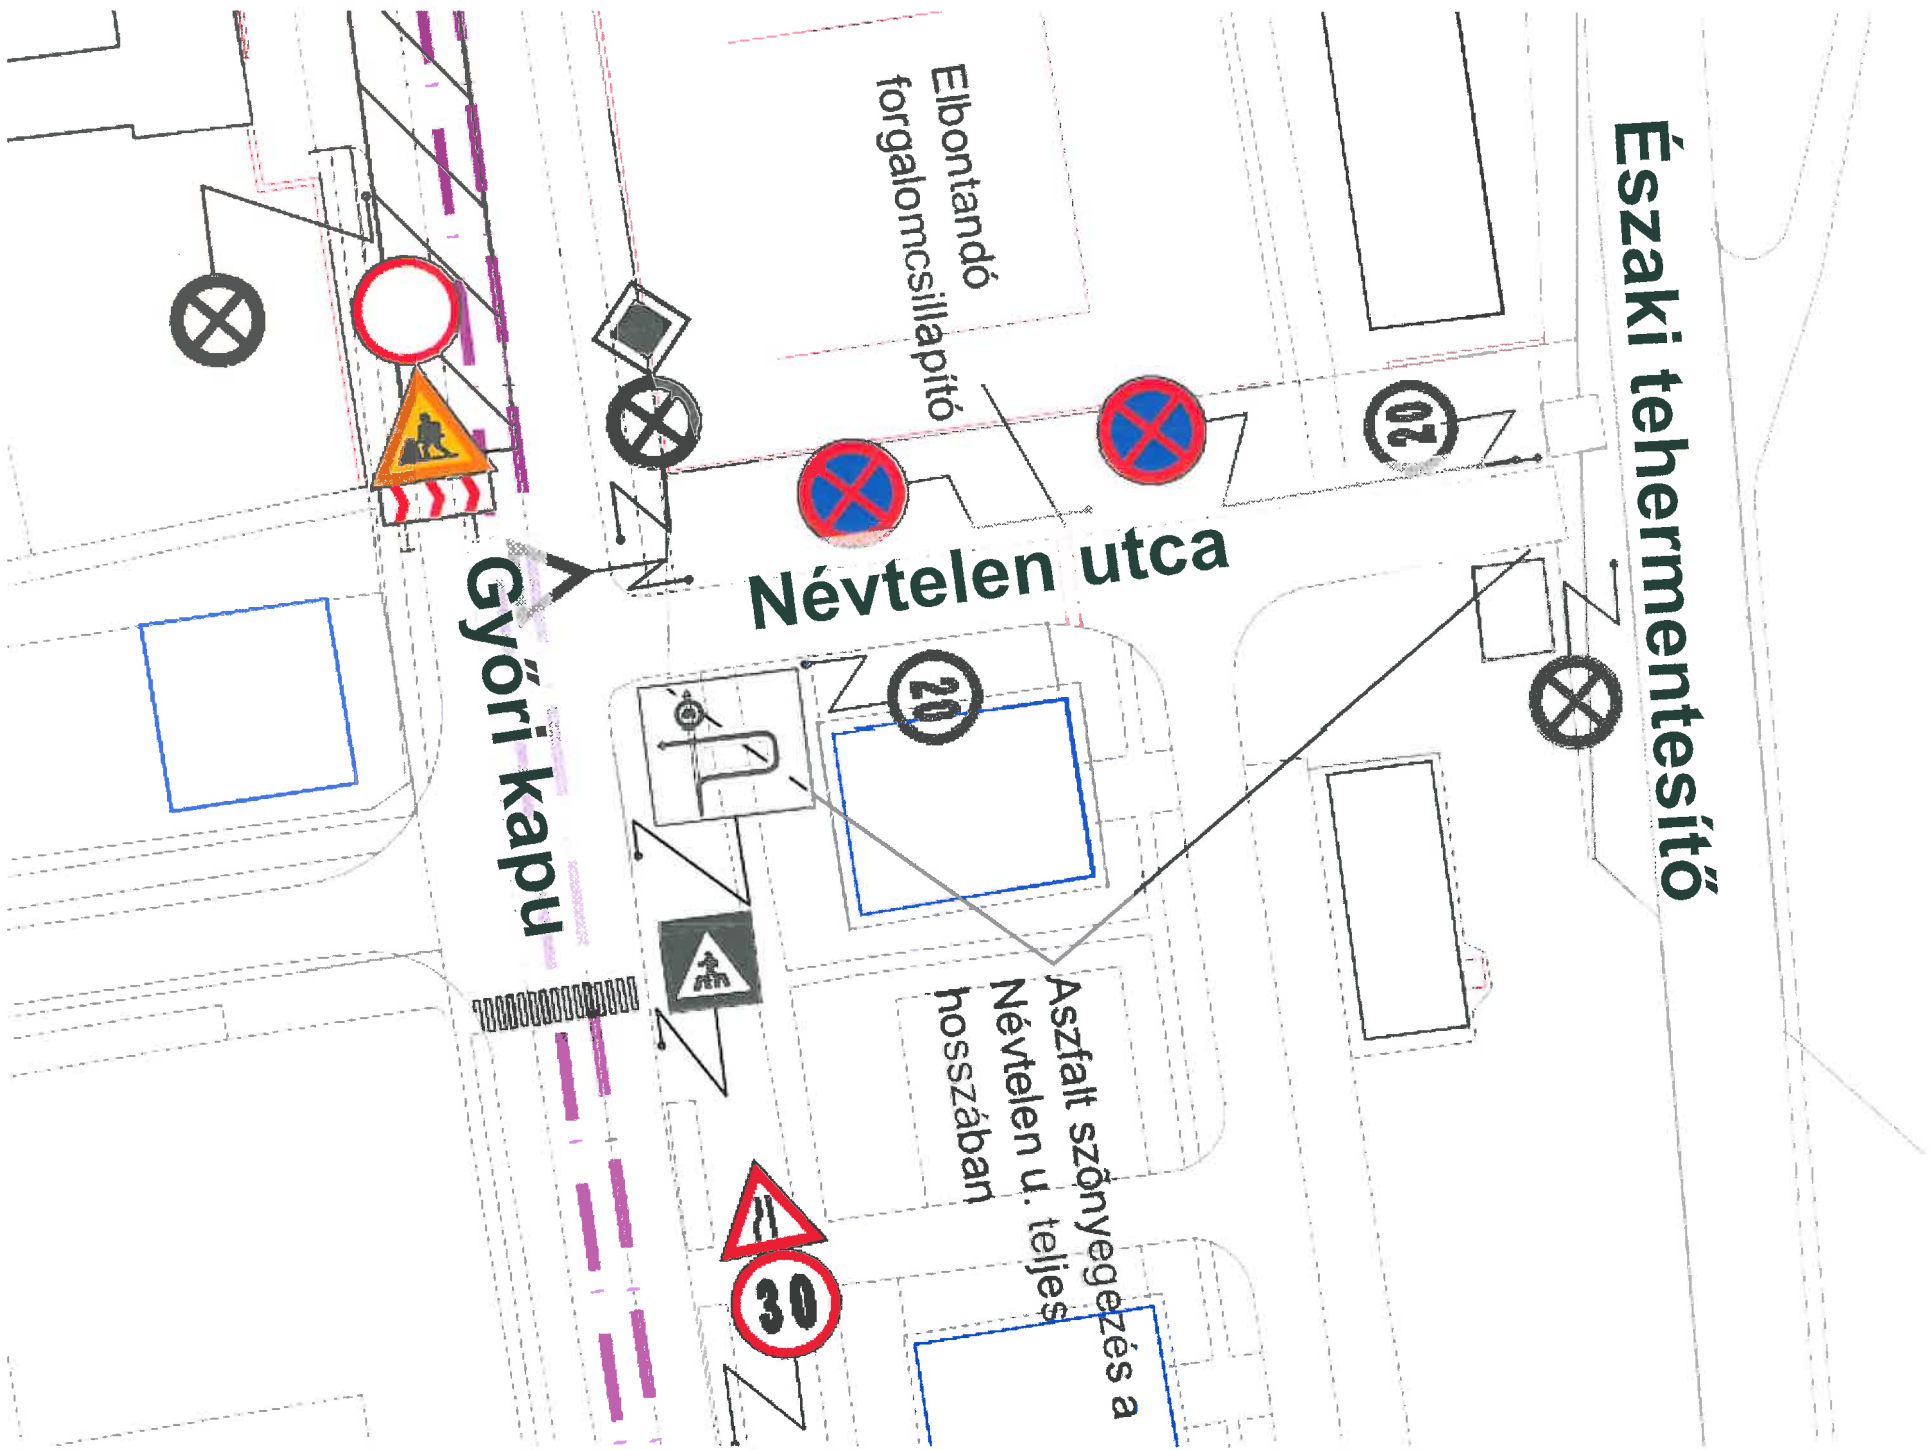 Elbontandó
forgalomcsillapító
Északi tehermentesítő
20
Névtelen utca
Győri kapu
20
Aszfalt szőnyegezés a
Névtelen u. teljes
hosszában
30